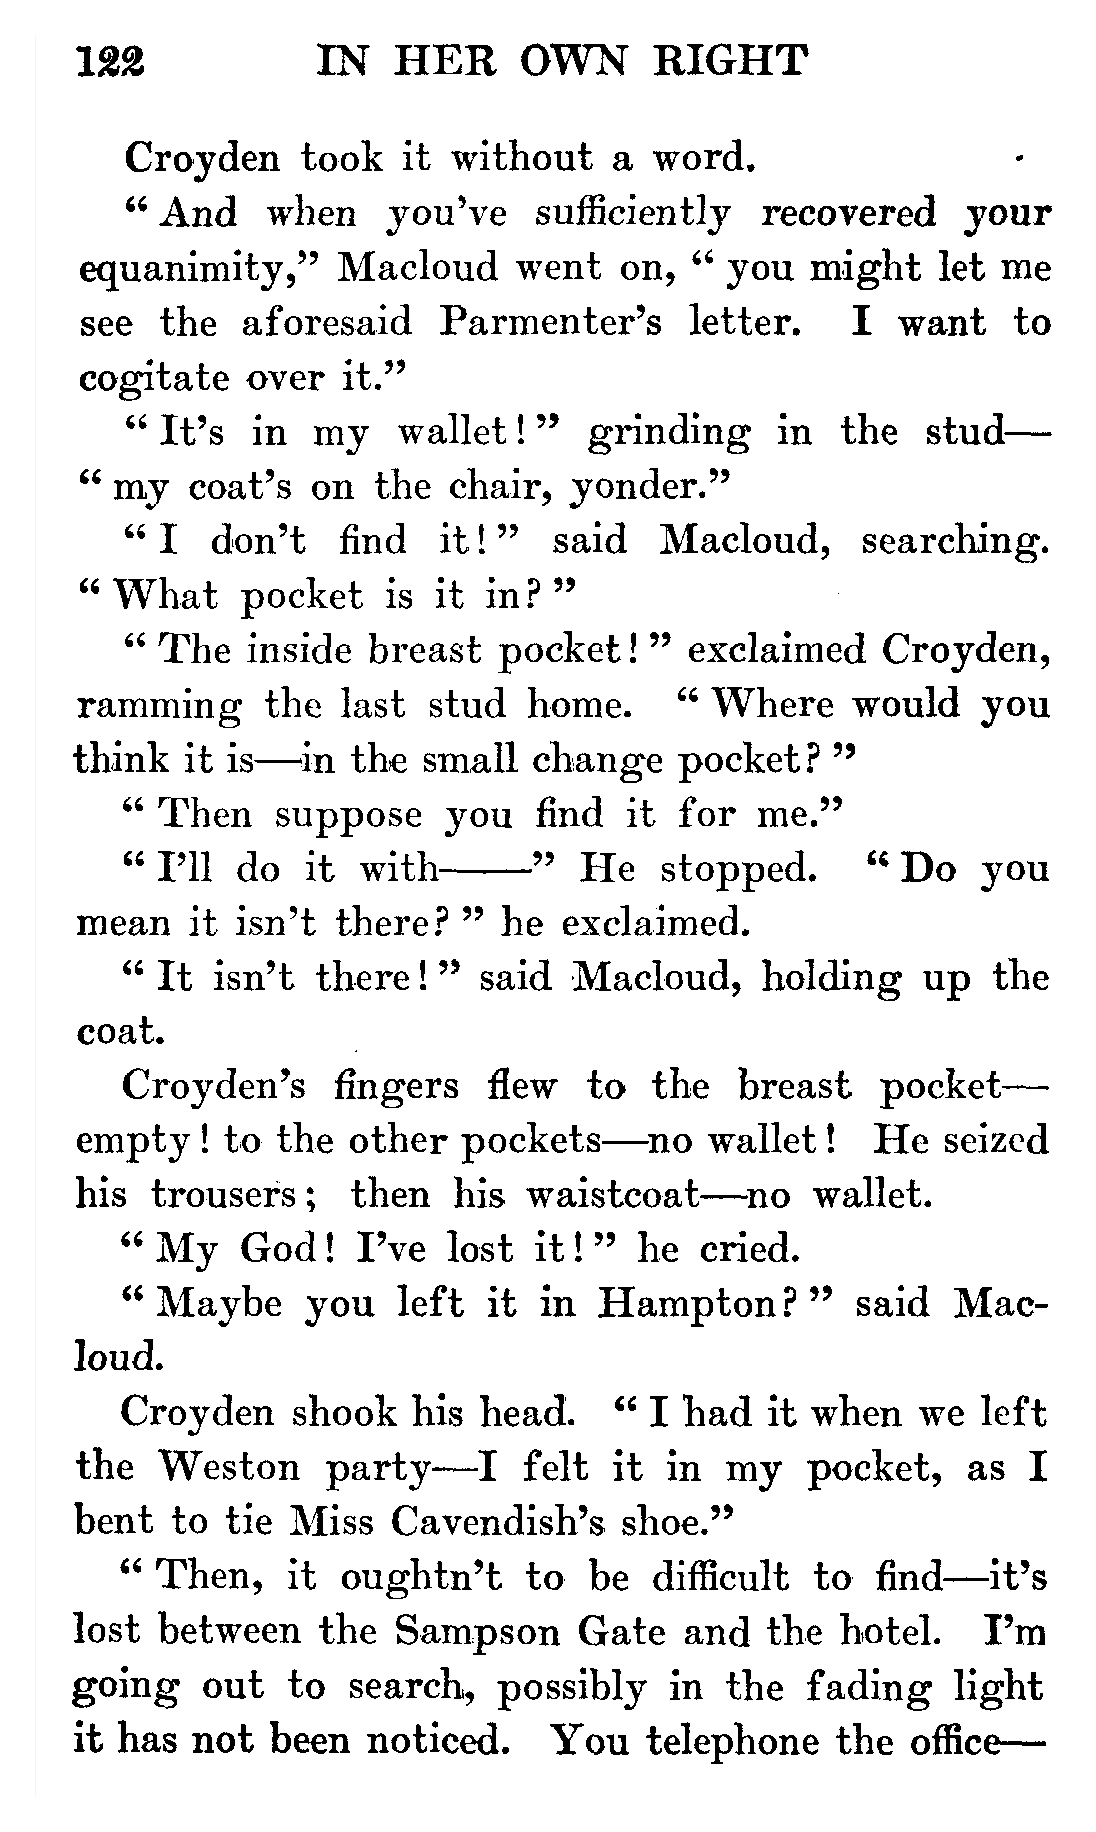 122 IN HER OWN RIGHT
Croyden took it without a word.
“ And when you’ve sufficiently recovered your
equanimity,” Macloud went on, “ you might let me
see the aforesaid Parmenter’s letter. I want to
cogitate over it.”
“ It’s in my wallet! ” grinding in the stud—
“ my coat’s on the chair, yonder.”
“ I don’t find it! ” said Macloud, searching.
“ What pocket is it in? ”
“ The inside breast pocket! ” exclaimed Croyden,
ramming the last stud home. “ Where would you
think it is—in the small change pocket? ”
“ Then suppose you find it for me.”
“ I’ll do it with——” He stopped. “ Do you
mean it isn’t there? ” he exclaimed.
“ It isn’t there! ” said Macloud, holding up the
coat.
Croyden’s fingers flew to the breast pocket—
empty! to the other pockets—no wallet! He seized
his trousers; then his waistcoat—no wallet.
“ My God! I’ve lost it! ” he cried.
“ Maybe you left it in Hampton? ” said Mac-
loud.
Croyden shook his head. “ I had it when we left
the Weston party—I felt it in my pocket, as I
bent to tie Miss Cavendish’s shoe.”
“ Then, it oughtn’t to be difficult to find—it’s
lost between the Sampson Gate and the hotel. I’m
going out to search, possibly in the fading light
it has not been noticed. You telephone the office—